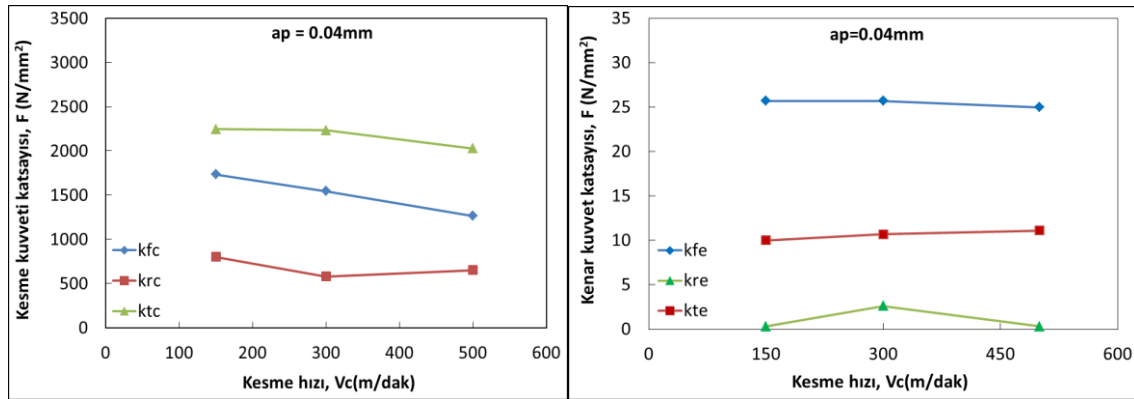 ap = 0.04mm
Kesme kuvveti katsayısı, F (N/mm²)
3500
3000
2500
2000
1500
1000
500
0
kfc
krc
ktc
0 100 200 300 400 500 600
Kesme hızı, Vc(m/dak)
ap=0.04mm
Kenar kuvvet katsayısı, F (N/mm²)
35
30
25
20
15
10
5
0
kfe
kre
kte
0 150 300 450 600
Kesme hızı, Vc(m/dak)